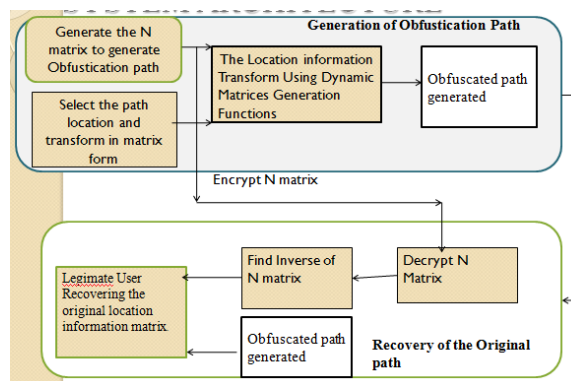 SYSTEM ARCHITECTURE
Generation of Obfustication Path
Generate the N
matrix to generate
Obfustication path
The Location information
Transform Using Dynamic
Matrices Generation
Functions
Obfuscated path
generated
Select the path
location and
transform in matrix
form
Encrypt N matrix
Legimate User
Recovering the
original location
information matrix.
Find Inverse of
N matrix
Decrypt N
Matrix
Obfuscated path
generated
Recovery of the Original
path